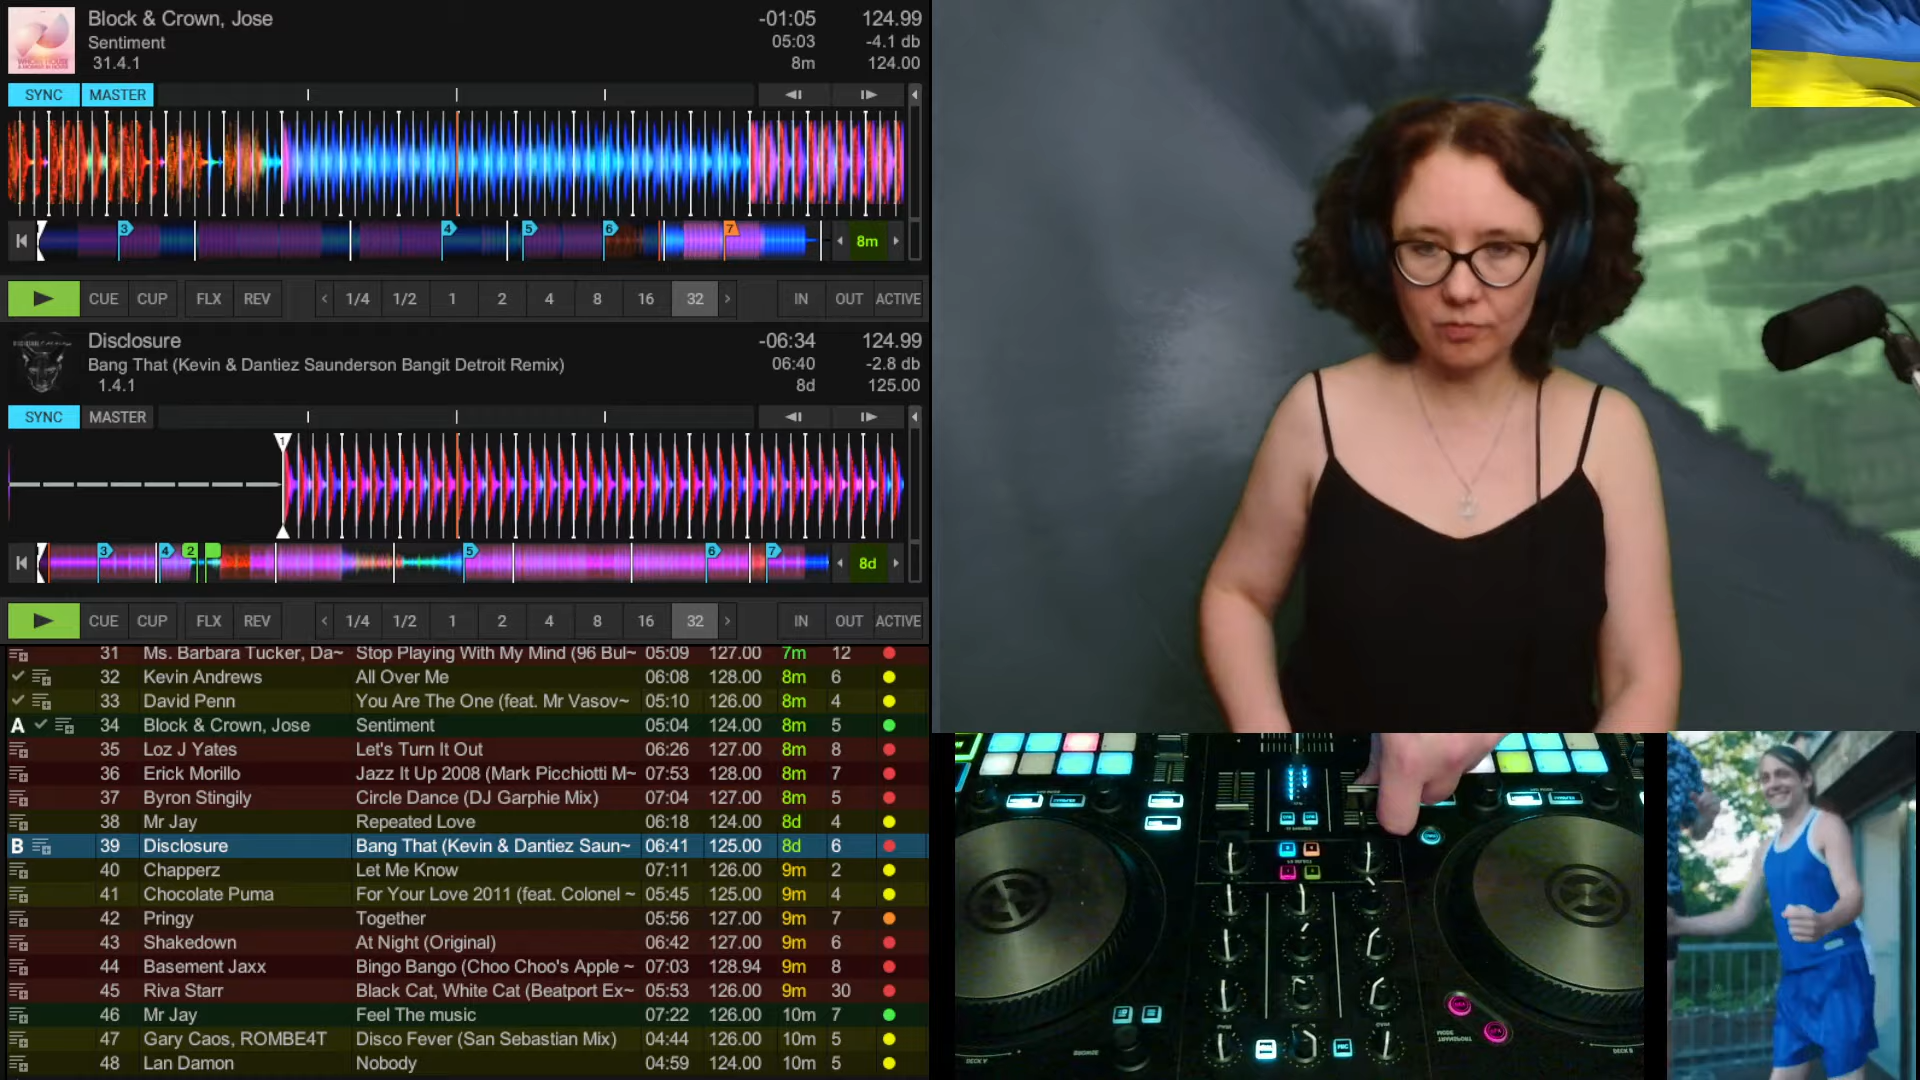 Block & Crown, Jose -01:05 124.99
Sentiment 05:03 -4.1 db
31.4.1 8m 124.00
SYNC MASTER
3 4 5 6 7 8m
CUE CUP FLX REV 1/4 1/2 1 2 4 8 16 32 IN OUT ACTIVE
Disclosure -06:34 124.99
Bang That (Kevin & Dantiez Saunderson Bangit Detroit Remix) 06:40 -2.8 db
1.4.1 8d 125.00
SYNC MASTER
1
3 4 2 5 6 7 8d
CUE CUP FLX REV 1/4 1/2 1 2 4 8 16 32 IN OUT ACTIVE
31 Ms. Barbara Tucker, Da~ Stop Playing With My Mind (96 Bul~ 05:09 127.00 7m 12
32 Kevin Andrews All Over Me 06:08 128.00 8m 6
33 David Penn You Are The One (feat. Mr Vasov~ 05:10 126.00 8m 4
A 34 Block & Crown, Jose Sentiment 05:04 124.00 8m 5
35 Loz J Yates Let's Turn It Out 06:26 127.00 8m 8
36 Erick Morillo Jazz It Up 2008 (Mark Picchiotti M~ 07:53 128.00 8m 7
37 Byron Stingily Circle Dance (DJ Garphie Mix) 07:04 127.00 8m 5
38 Mr Jay Repeated Love 06:18 124.00 8d 4
B 39 Disclosure Bang That (Kevin & Dantiez Saun~ 06:41 125.00 8d 6
40 Chapperz Let Me Know 07:11 126.00 9m 2
41 Chocolate Puma For Your Love 2011 (feat. Colonel ~ 05:45 125.00 9m 4
42 Pringy Together 05:56 127.00 9m 7
43 Shakedown At Night (Original) 06:42 127.00 9m 6
44 Basement Jaxx Bingo Bango (Choo Choo's Apple ~ 07:03 128.94 9m 8
45 Riva Starr Black Cat, White Cat (Beatport Ex~ 05:53 126.00 9m 30
46 Mr Jay Feel The music 07:22 126.00 10m 7
47 Gary Caos, ROMBE4T Disco Fever (San Sebastian Mix) 04:44 126.00 10m 5
48 Lan Damon Nobody 04:59 124.00 10m 5